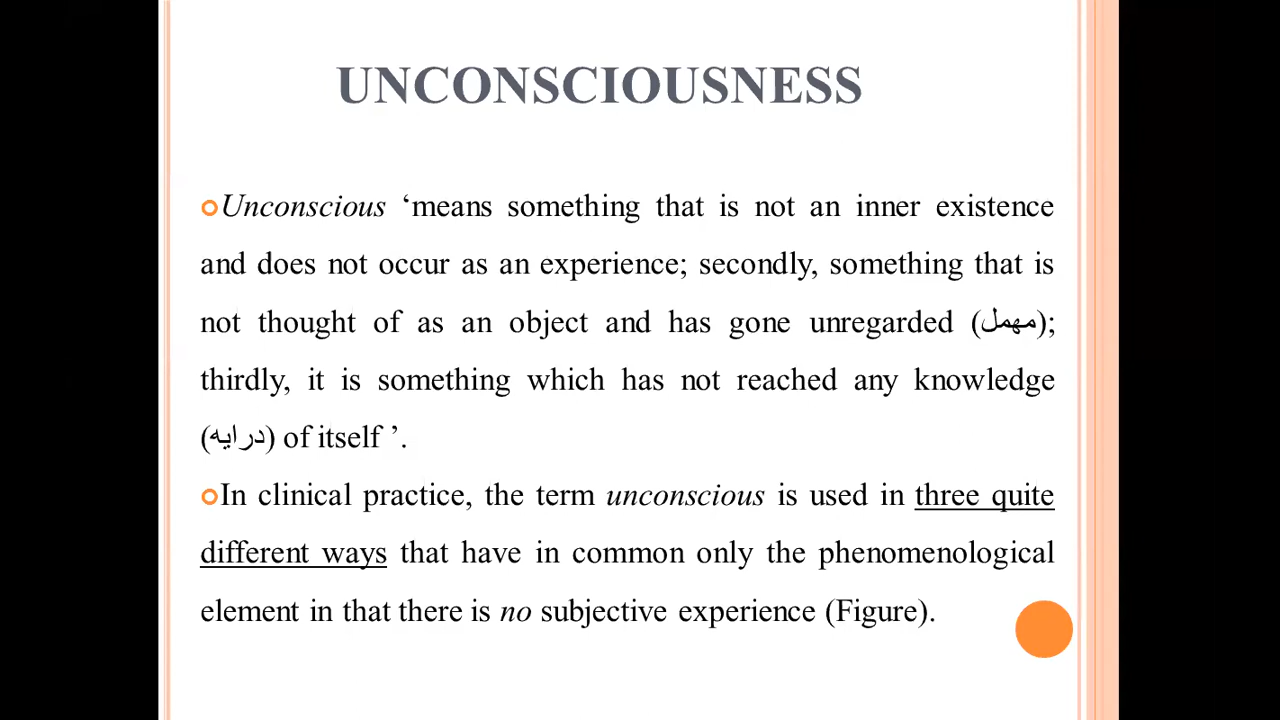 UNCONSCIOUSNESS
Unconscious ‘means something that is not an inner existence
and does not occur as an experience; secondly, something that is
not thought of as an object and has gone unregarded (مهمل);
thirdly, it is something which has not reached any knowledge
(درايه) of itself ’.
In clinical practice, the term unconscious is used in three quite
different ways that have in common only the phenomenological
element in that there is no subjective experience (Figure).